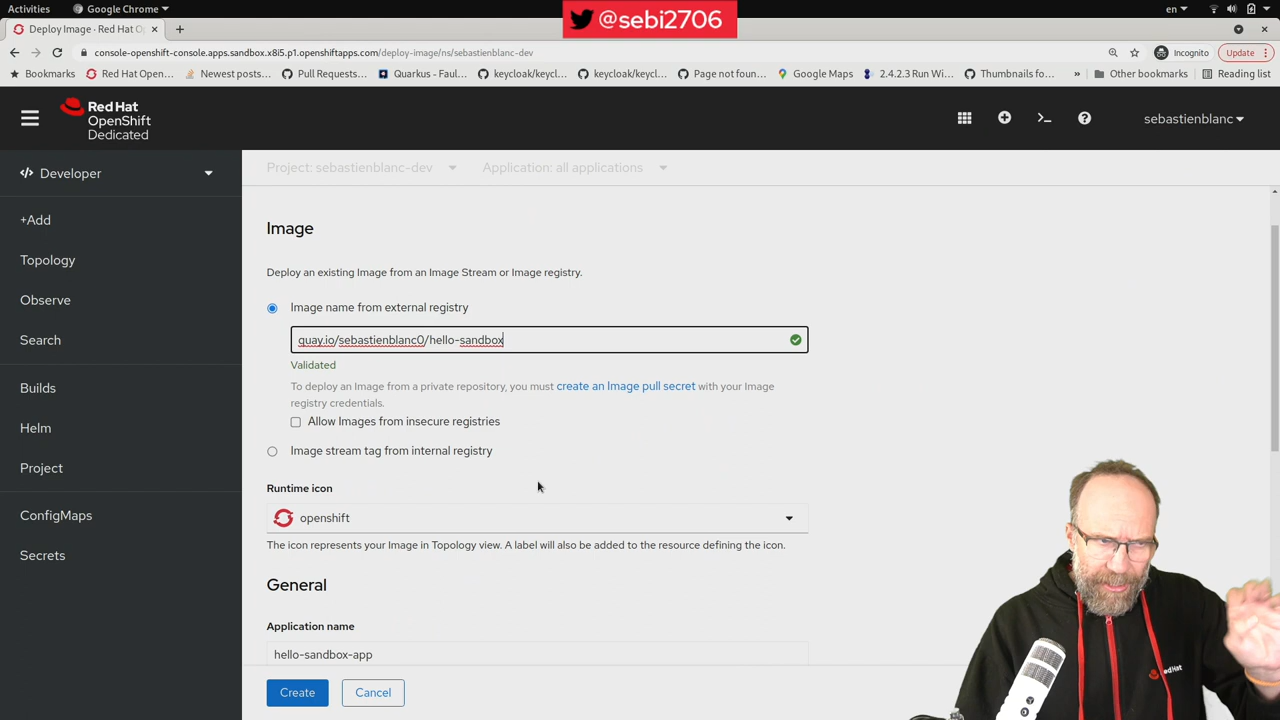 Activities
Google Chrome
@sebi2706
en
Deploy Image · Red Hat O
console-openshift-console.apps.sandbox.x8i5.p1.openshiftapps.com/deploy-image/ns/sebastienblanc-dev
Incognito
Update
Bookmarks
Red Hat Open…
Newest posts…
Pull Requests…
Quarkus - Faul…
keycloak/keycl…
keycloak/keycl…
Page not foun…
Google Maps
2.4.2.3 Run Wi…
Thumbnails fo…
»
Other bookmarks
Reading list
Red Hat
OpenShift
Dedicated
sebastienblanc
Developer
Project: sebastienblanc-dev
Application: all applications
+Add
Topology
Observe
Search
Builds
Helm
Project
ConfigMaps
Secrets
Image
Deploy an existing Image from an Image Stream or Image registry.
Image name from external registry
quay.io/sebastienblanc0/hello-sandbox
Validated
To deploy an Image from a private repository, you must create an Image pull secret with your Image
registry credentials.
Allow Images from insecure registries
Image stream tag from internal registry
Runtime icon
openshift
The icon represents your Image in Topology view. A label will also be added to the resource defining the icon.
General
Application name
hello-sandbox-app
Create
Cancel
Red Hat